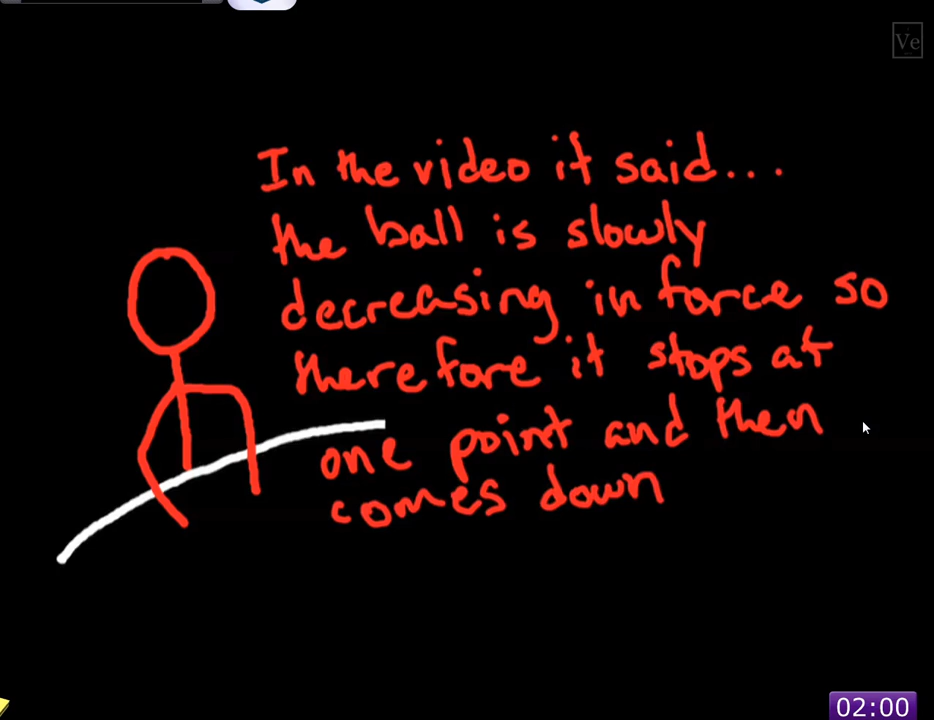 Ve
In the video it said...
the ball is slowly
decreasing in force so
therefore it stops at
one point and then
comes down
02:00